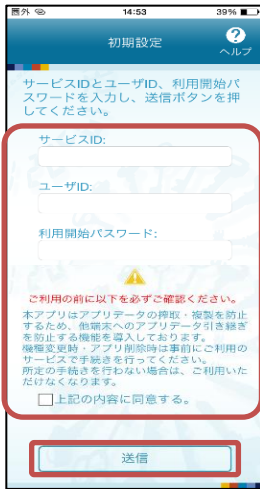 圏外 14:53 39%
初期設定
?
ヘルプ
サービスIDとユーザID、利用開始パ
スワードを入力し、送信ボタンを押
してください。
サービスID:
ユーザID:
利用開始パスワード:
ご利用の前に以下を必ずご確認ください。
本アプリはアプリデータの搾取・複製を防止
するため、他端末へのアプリデータ引き継ぎ
を防止する機能を導入しております。
機種変更時・アプリ削除時は事前にご利用の
サービスで手続きを行ってください。
所定の手続きを行わない場合は、ご利用いた
だけなくなります。
上記の内容に同意する。
送信